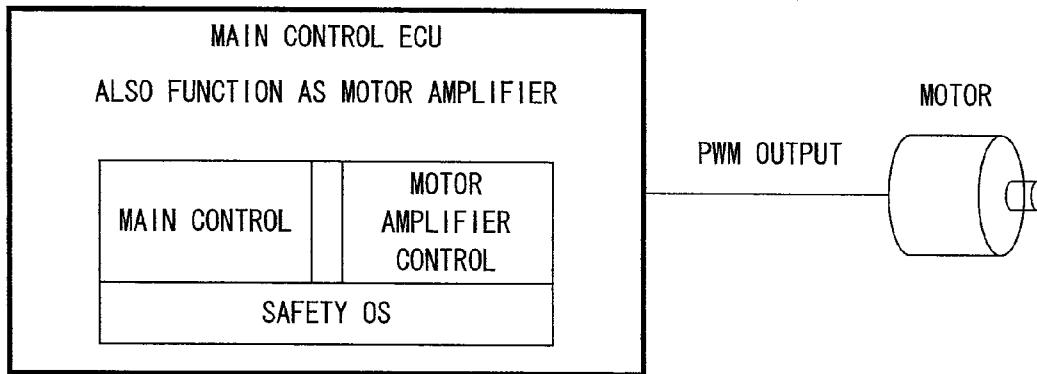 MAIN CONTROL ECU
ALSO FUNCTION AS MOTOR AMPLIFIER
MOTOR
PWM OUTPUT
MAIN CONTROL
MOTOR
AMPLIFIER
CONTROL
SAFETY OS